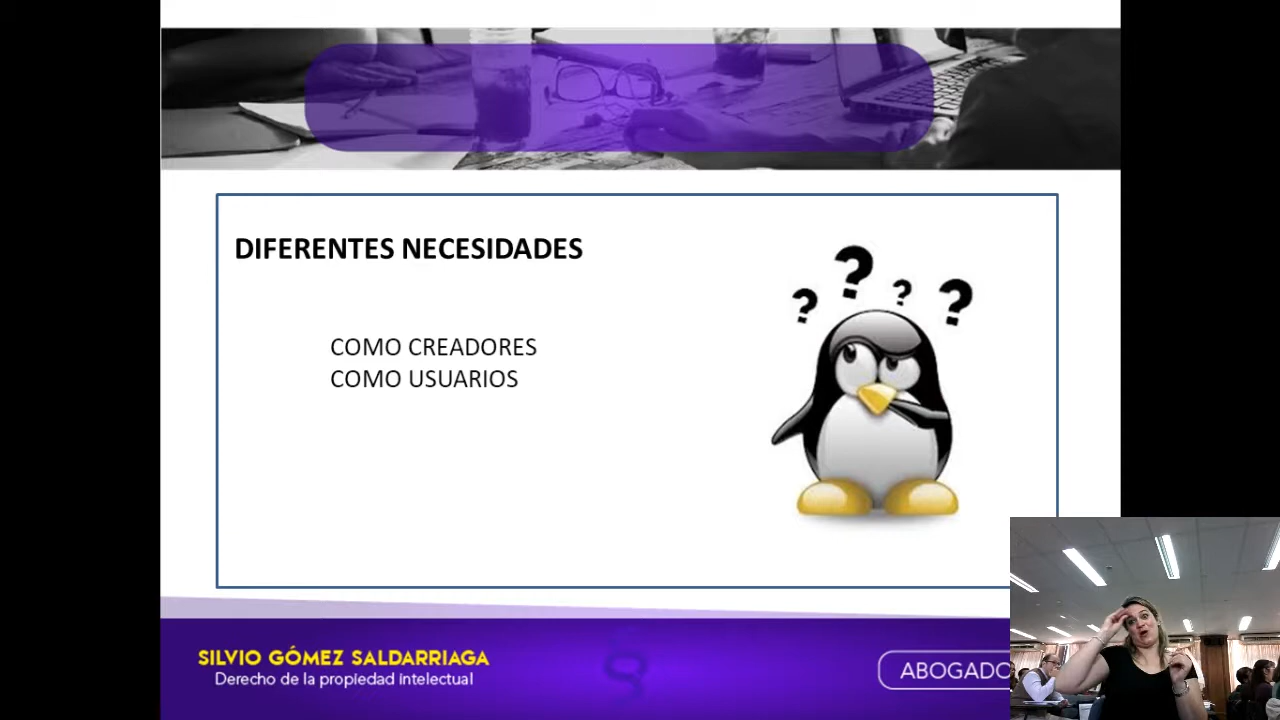 DIFERENTES NECESIDADES
? ? ? ?
COMO CREADORES
COMO USUARIOS
SILVIO GÓMEZ SALDARRIAGA
Derecho de la propiedad intelectual
ABOGADO